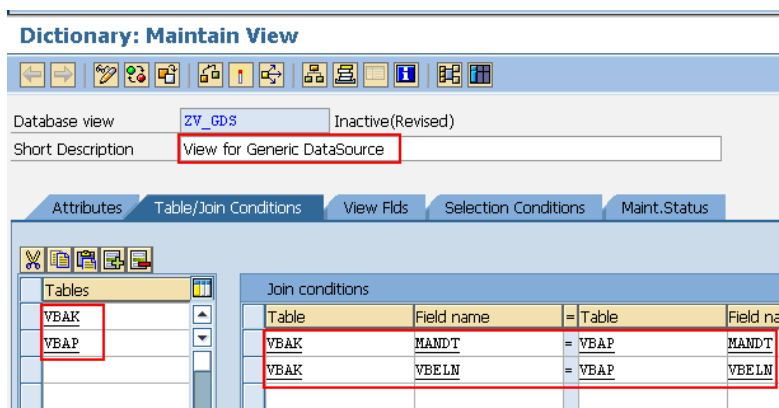 Dictionary: Maintain View
Database view ZV_GDS Inactive(Revised)
Short Description View for Generic DataSource
Attributes Table/Join Conditions View Flds Selection Conditions Maint.Status
Tables
VBAK
VBAP
Join conditions
Table Field name = Table Field na
VBAK MANDT = VBAP MANDT
VBAK VBELN = VBAP VBELN